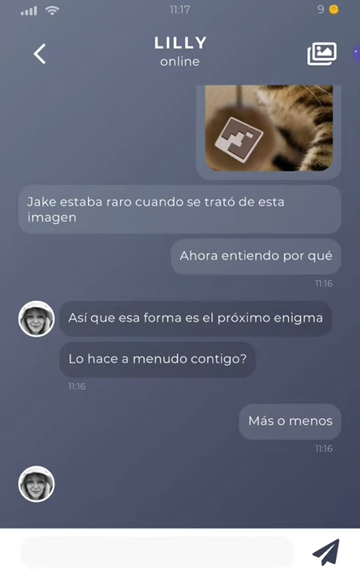 11:17
9
LILLY
online
Jake estaba raro cuando se trató de esta
imagen
Ahora entiendo por qué
11:16
Así que esa forma es el próximo enigma
Lo hace a menudo contigo?
11:16
Más o menos
11:16